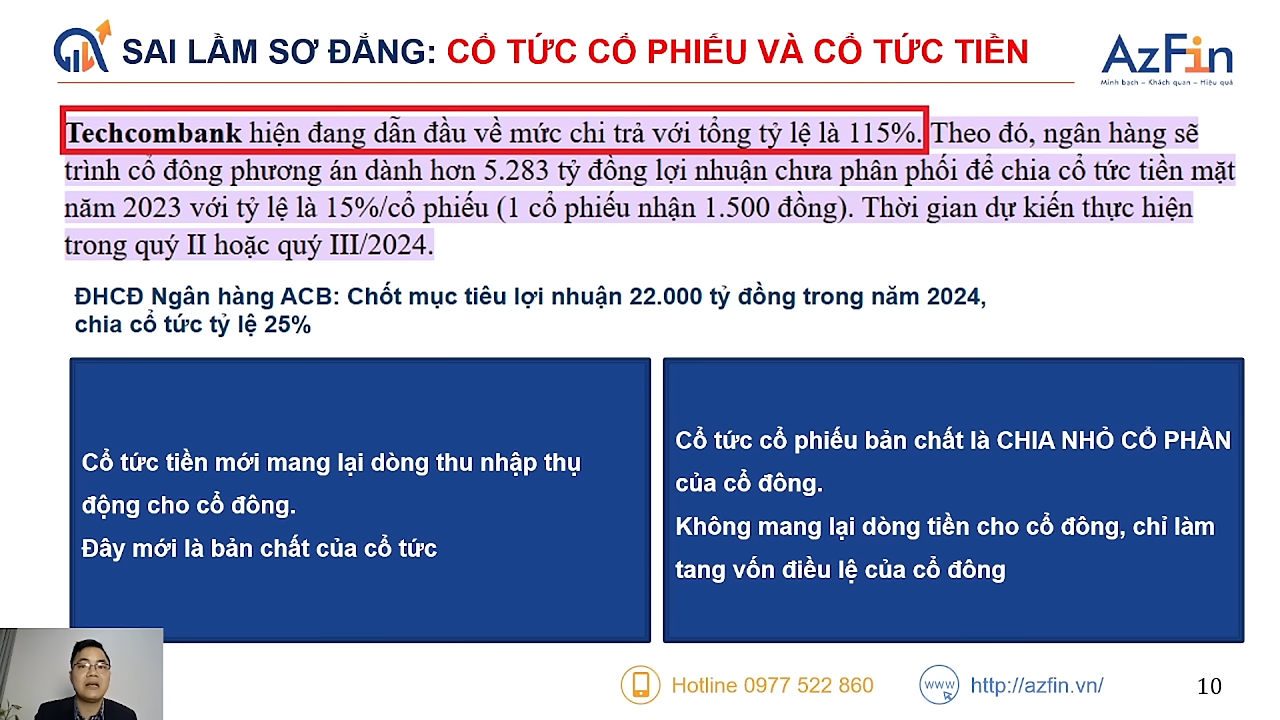 SAI LẦM SƠ ĐẲNG: CỔ TỨC CỔ PHIẾU VÀ CỔ TỨC TIỀN
AzFin
Minh bạch – Khách quan – Hiệu quả
Techcombank hiện đang dẫn đầu về mức chi trả với tổng tỷ lệ là 115%. Theo đó, ngân hàng sẽ
trình cổ đông phương án dành hơn 5.283 tỷ đồng lợi nhuận chưa phân phối để chia cổ tức tiền mặt
năm 2023 với tỷ lệ là 15%/cổ phiếu (1 cổ phiếu nhận 1.500 đồng). Thời gian dự kiến thực hiện
trong quý II hoặc quý III/2024.
ĐHCĐ Ngân hàng ACB: Chốt mục tiêu lợi nhuận 22.000 tỷ đồng trong năm 2024,
chia cổ tức tỷ lệ 25%
Cổ tức tiền mới mang lại dòng thu nhập thụ
động cho cổ đông.
Đây mới là bản chất của cổ tức
Cổ tức cổ phiếu bản chất là CHIA NHỎ CỔ PHẦN
của cổ đông.
Không mang lại dòng tiền cho cổ đông, chỉ làm
tang vốn điều lệ của cổ đông
Hotline 0977 522 860
www
http://azfin.vn/
10